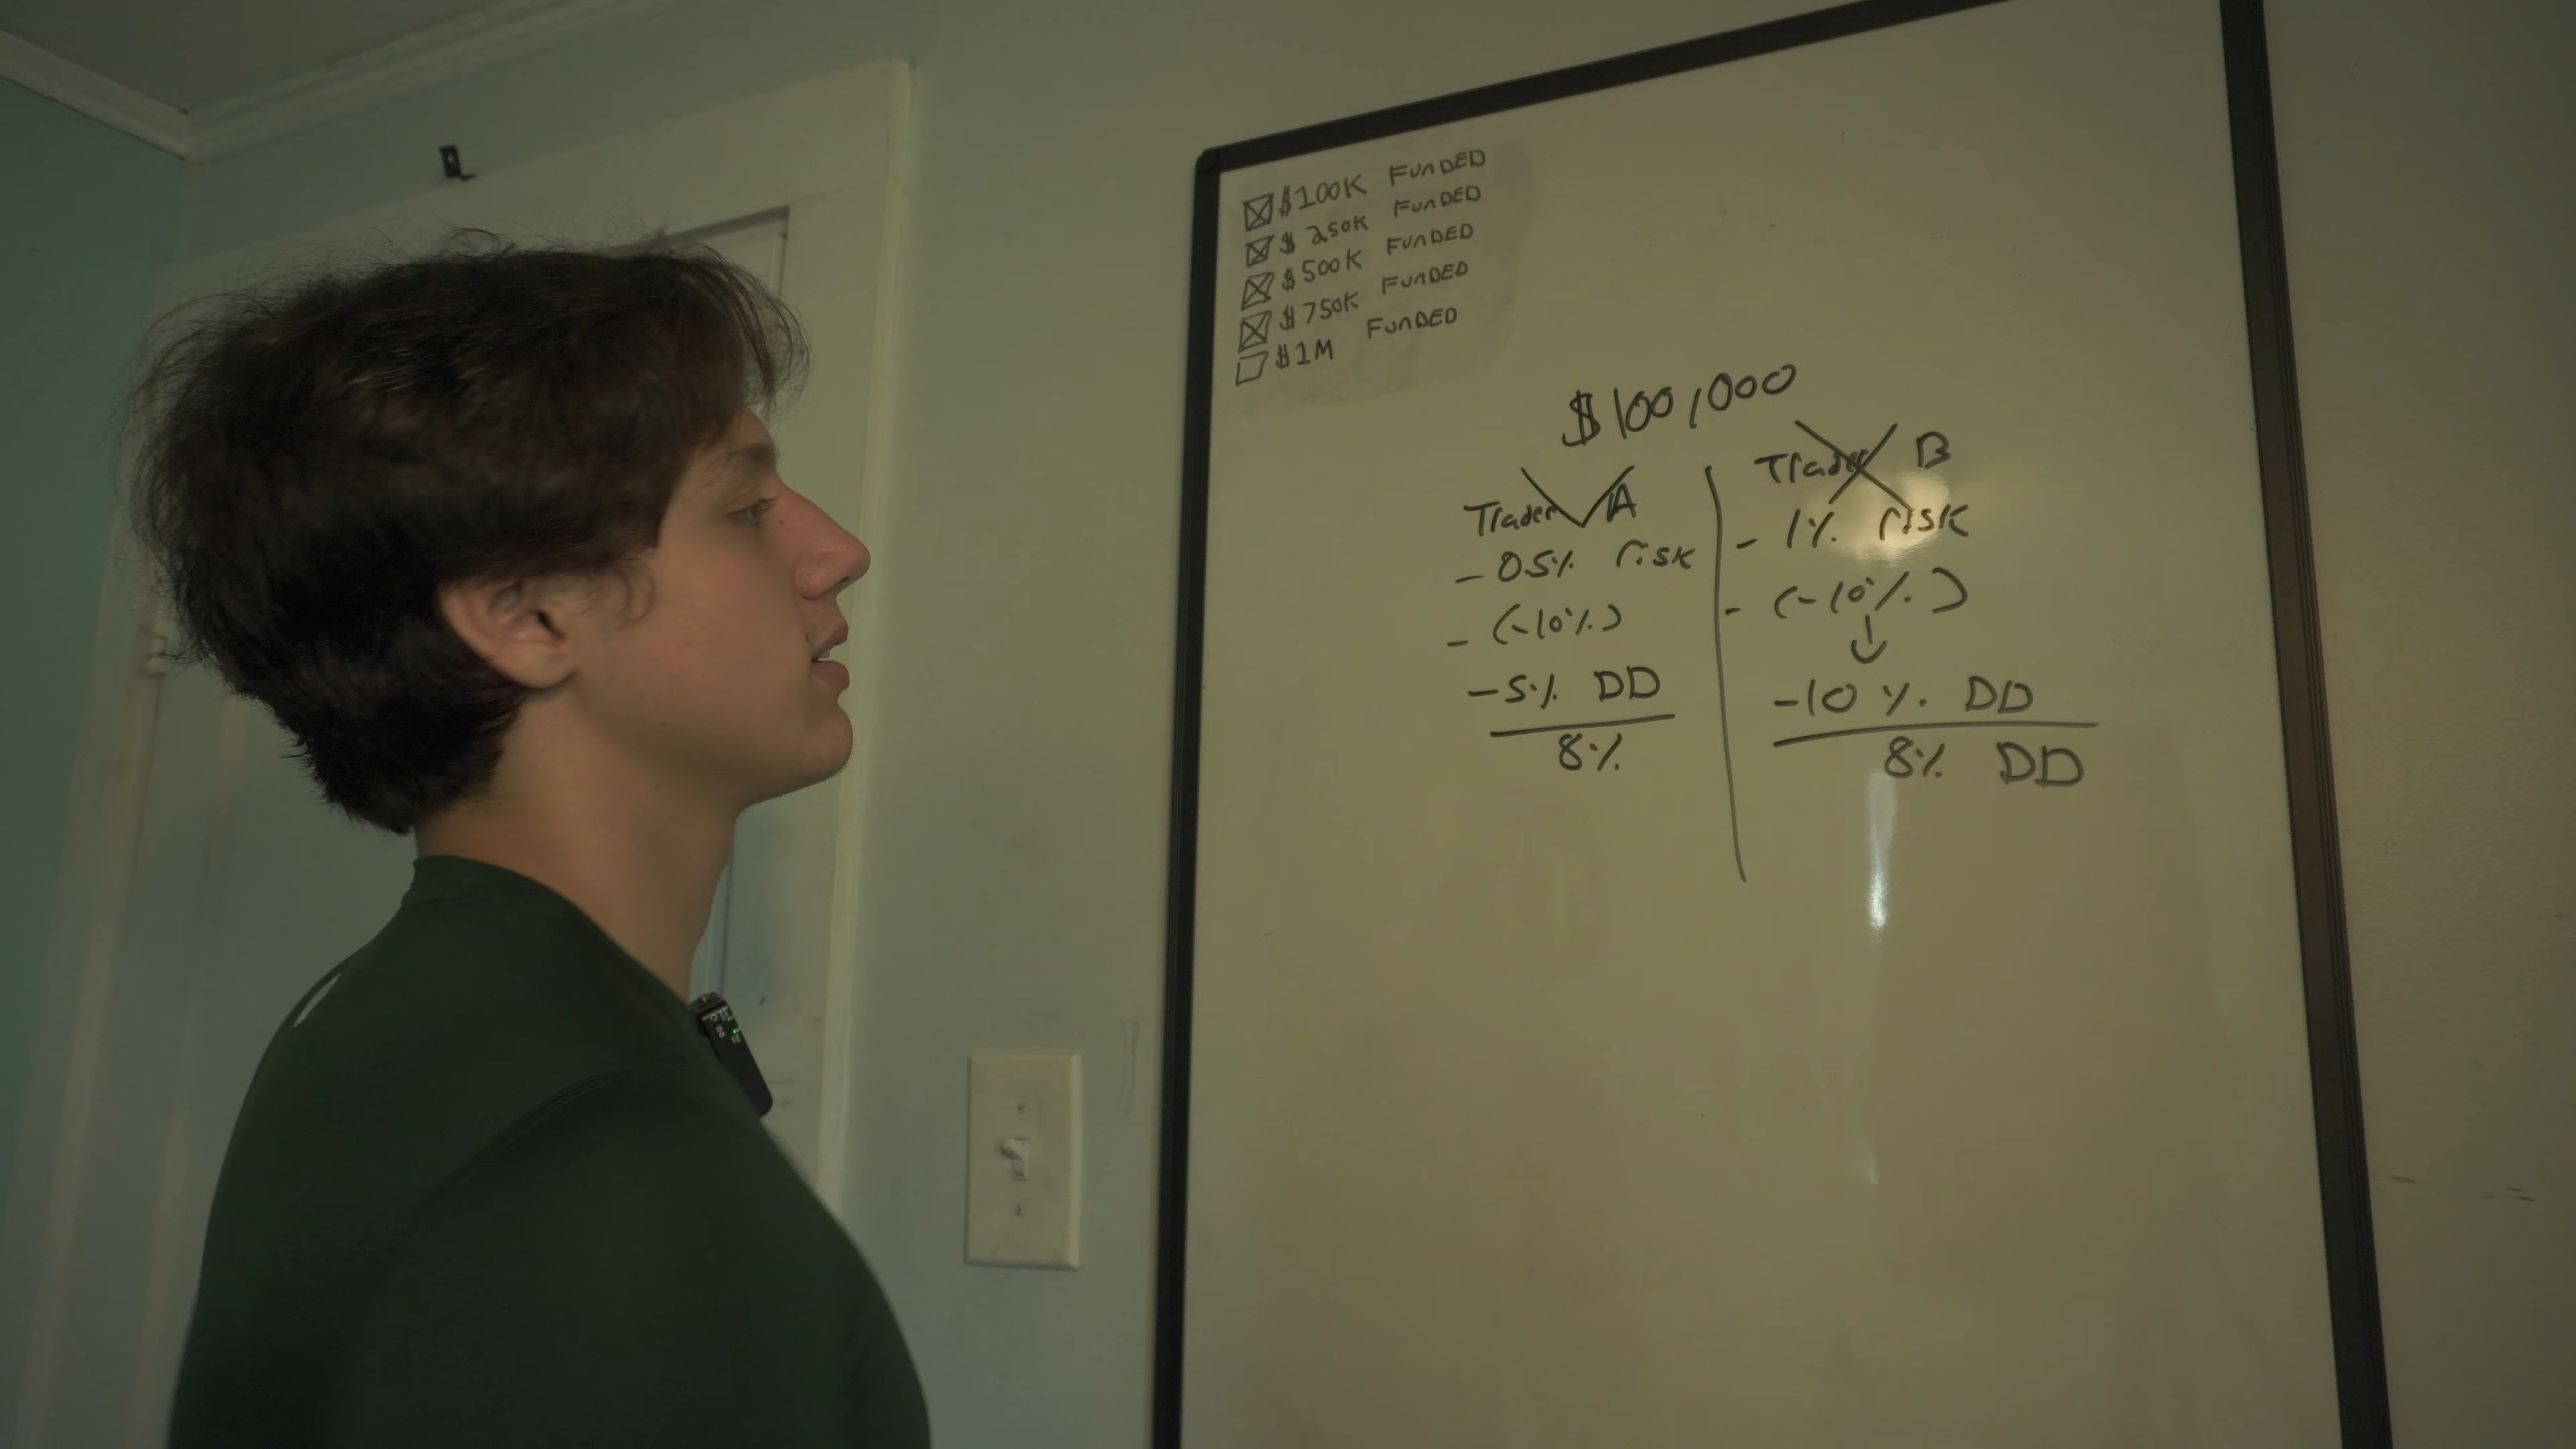 $100K FUNDED
$250K FUNDED
$500K FUNDED
$750K FUNDED
$1M FUNDED
$100,000
Trader A
- 0.5% risk
- (-10%)
-5% DD
8%
Trader B
- 1% risk
- (-10%)
-10% DD
8% DD